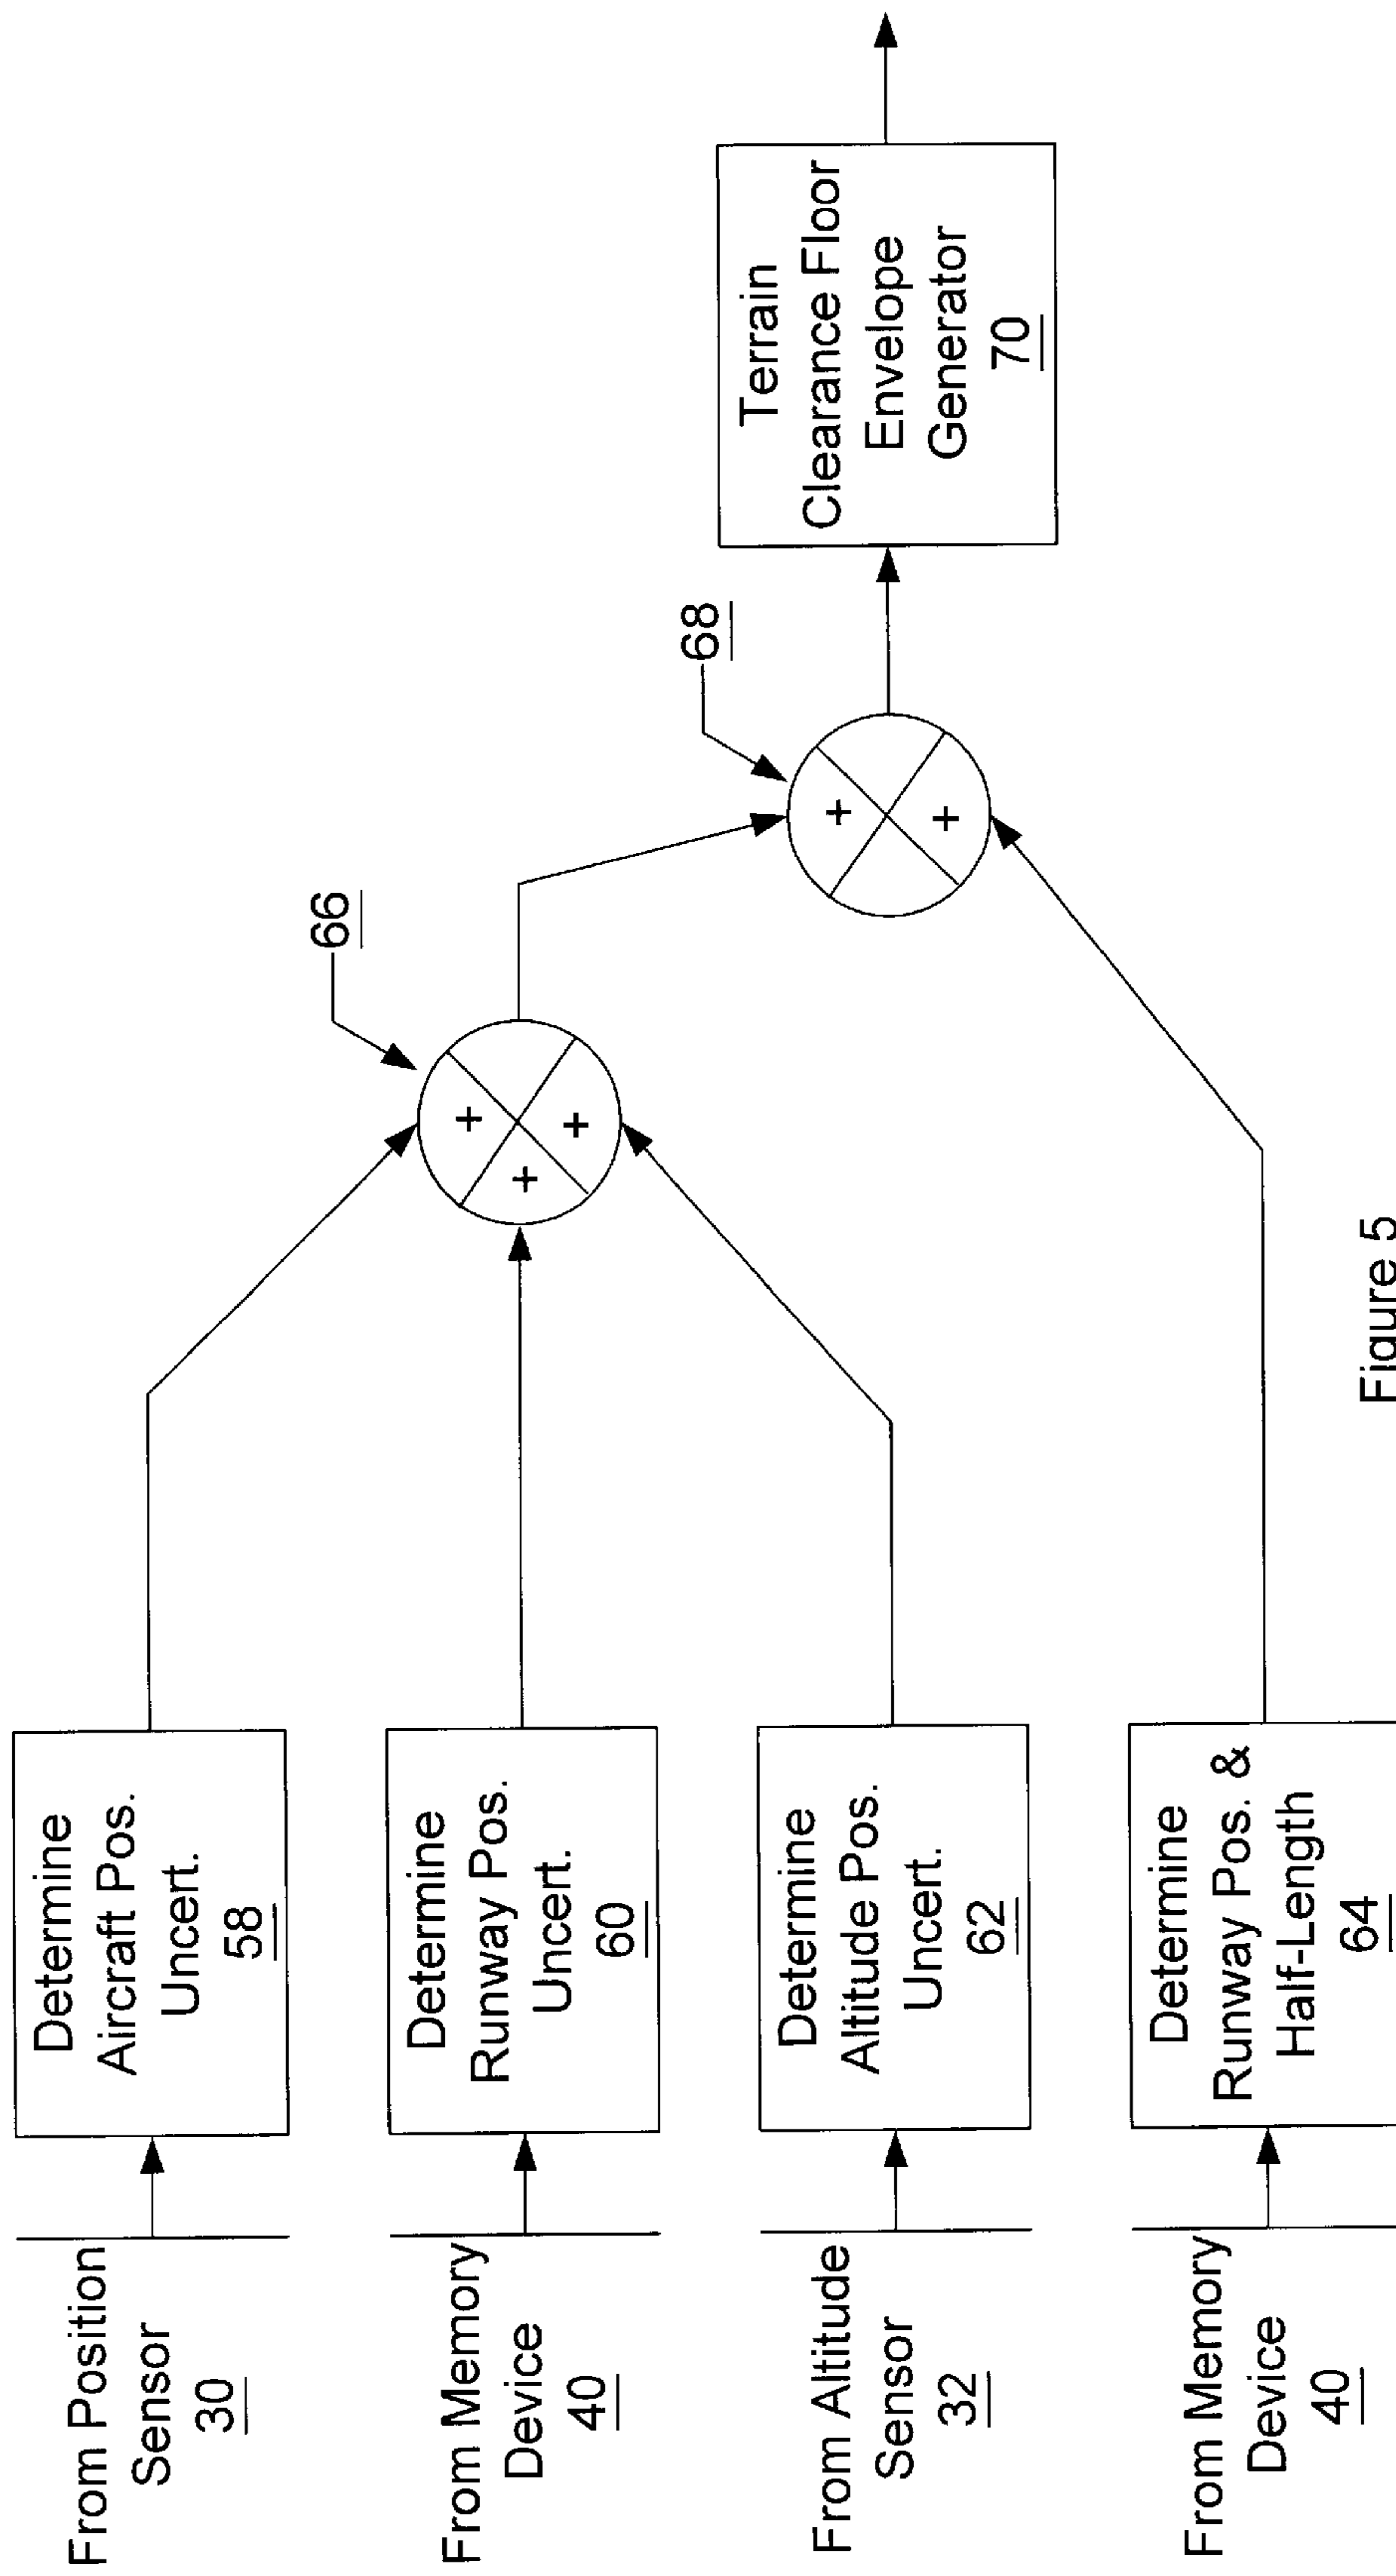 From Position
Sensor
30
Determine
Aircraft Pos.
Uncert.
58
From Memory
Device
40
Determine
Runway Pos.
Uncert.
60
From Altitude
Sensor
32
Determine
Altitude Pos.
Uncert.
62
From Memory
Device
40
Determine
Runway Pos. &
Half-Length
64
66
+
+
+
68
+
+
Terrain
Clearance Floor
Envelope
Generator
70
Figure 5